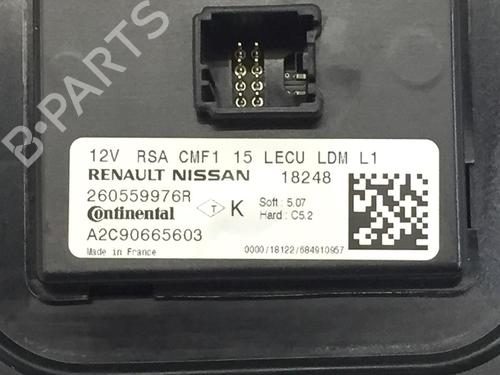 B-PARTS
12V RSA CMF1 15 LECU LDM L1
RENAULT NISSAN 18248
260559976R
Continental T K Soft : 5.07
Hard : C5.2
A2C90665603
Made in France 0000/18122/684910957